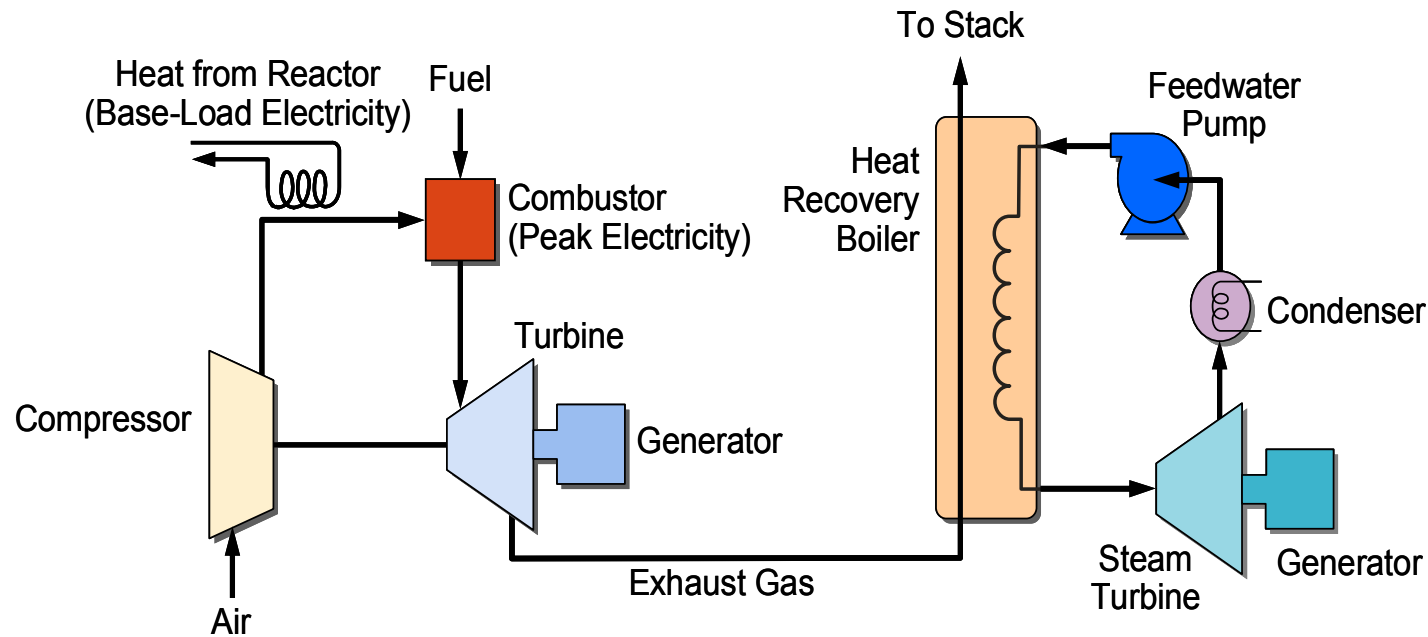 To Stack
Heat from Reactor
(Base-Load Electricity)
Fuel
Feedwater
Pump
Heat
Recovery
Boiler
Combustor
(Peak Electricity)
Condenser
Turbine
Compressor
Generator
Steam
Turbine
Generator
Exhaust Gas
Air